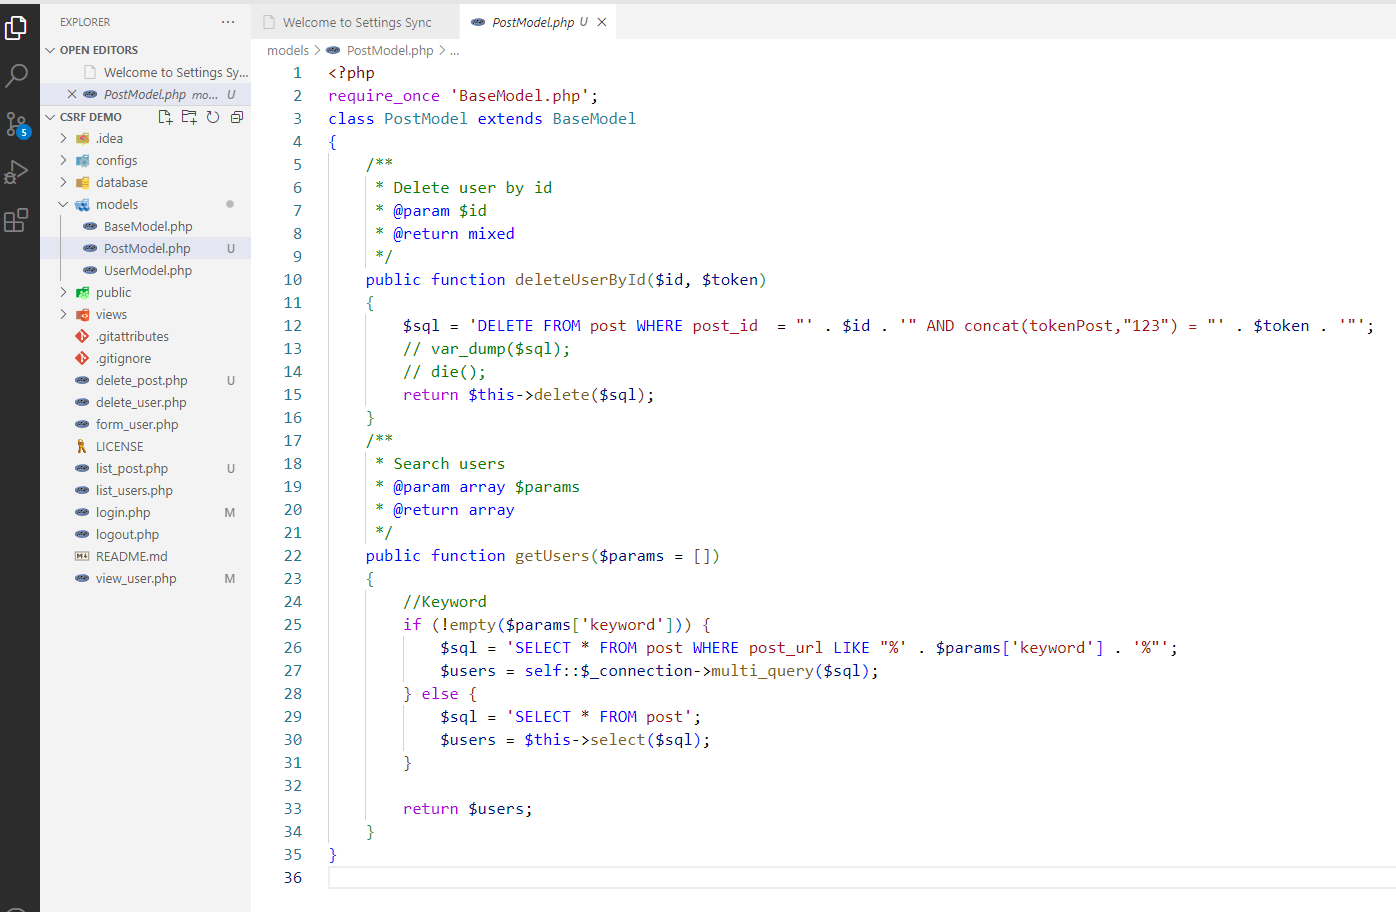 EXPLORER ...
OPEN EDITORS
Welcome to Settings Sy...
PostModel.php mo... U
CSRF DEMO
.idea
configs
database
models
BaseModel.php
PostModel.php U
UserModel.php
public
views
.gitattributes
.gitignore
delete_post.php U
delete_user.php
form_user.php
LICENSE
list_post.php U
list_users.php
login.php M
logout.php
README.md
view_user.php M
5
Welcome to Settings Sync
PostModel.php U
models > PostModel.php > ...
1 <?php
2 require_once 'BaseModel.php';
3 class PostModel extends BaseModel
4 {
5 /**
6 * Delete user by id
7 * @param $id
8 * @return mixed
9 */
10 public function deleteUserById($id, $token)
11 {
12 $sql = 'DELETE FROM post WHERE post_id  = "' . $id . '" AND concat(tokenPost,"123") = "' . $token . '"';
13 // var_dump($sql);
14 // die();
15 return $this->delete($sql);
16 }
17 /**
18 * Search users
19 * @param array $params
20 * @return array
21 */
22 public function getUsers($params = [])
23 {
24 //Keyword
25 if (!empty($params['keyword'])) {
26 $sql = 'SELECT * FROM post WHERE post_url LIKE "%' . $params['keyword'] . '%"';
27 $users = self::$_connection->multi_query($sql);
28 } else {
29 $sql = 'SELECT * FROM post';
30 $users = $this->select($sql);
31 }
32
33 return $users;
34 }
35 }
36